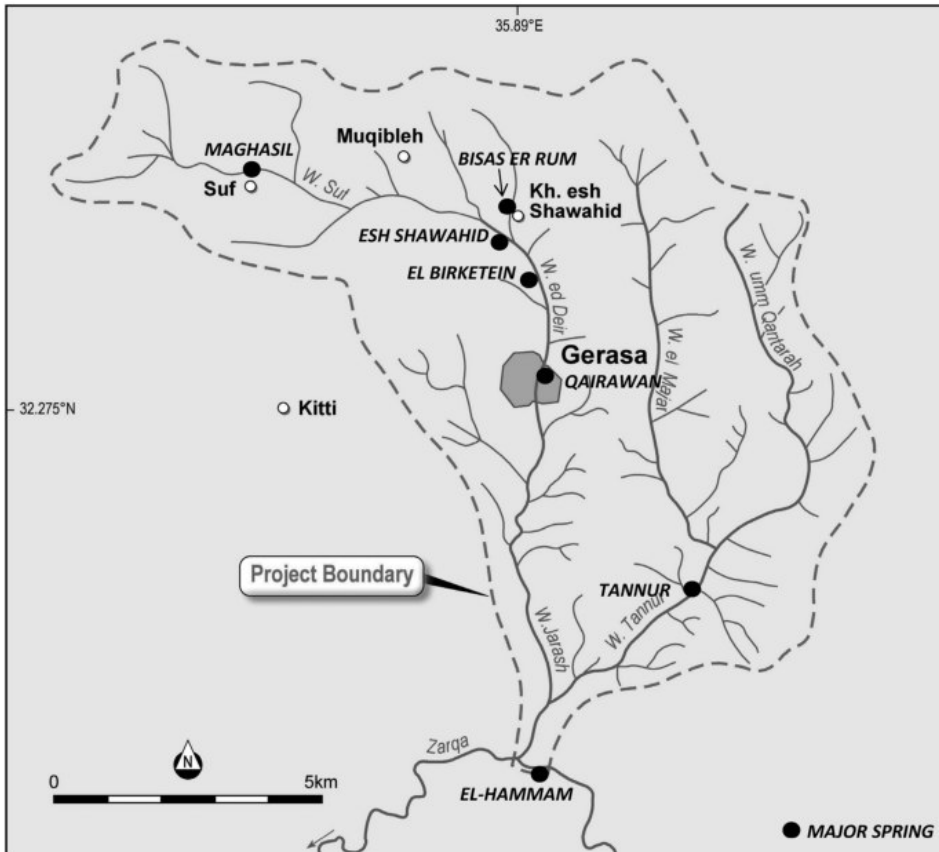 35.89°E
Muqibleh
MAGHASIL
BISAS ER RUM
Suf
W. Suf
Kh. esh
Shawahid
ESH SHAWAHID
EL BIRKETEIN
W. ed Deir
W. umm Qantarah
Gerasa
QAIRAWAN
W. el Majar
32.275°N
Kitti
Project Boundary
TANNUR
W. Tannur
W.Jarash
Zarqa
N
0 5km
EL-HAMMAM
MAJOR SPRING